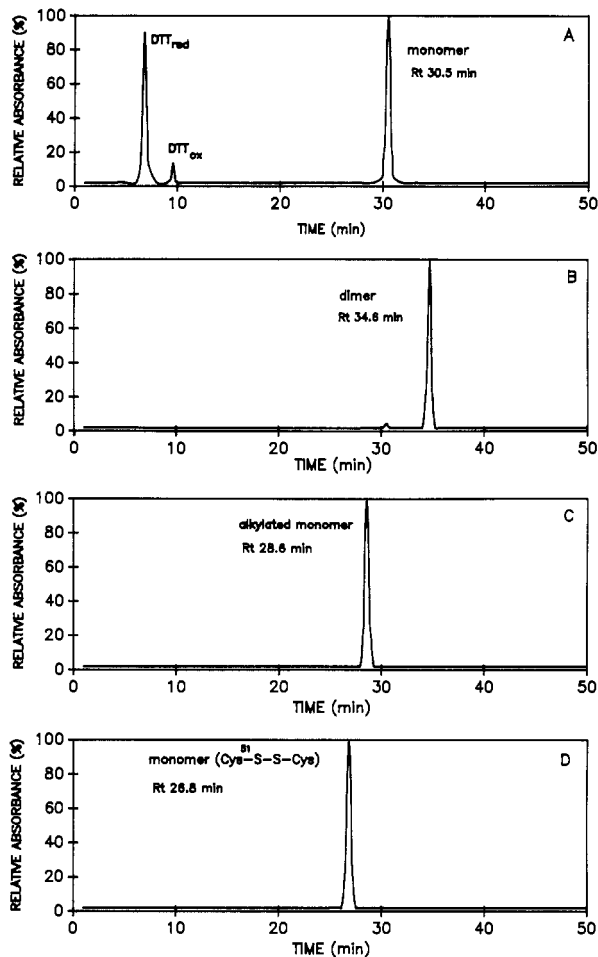 RELATIVE ABSORBANCE (%)
100
80
60
40
20
0
DTTred
DTTox
monomer
Rt 30.5 min
A
0 10 20 30 40 50
TIME (min)
RELATIVE ABSORBANCE (%)
100
80
60
40
20
0
dimer
Rt 34.6 min
B
0 10 20 30 40 50
TIME (min)
RELATIVE ABSORBANCE (%)
100
80
60
40
20
0
alkylated monomer
Rt 28.6 min
C
0 10 20 30 40 50
TIME (min)
RELATIVE ABSORBANCE (%)
100
80
60
40
20
0
51
monomer (Cys-S-S-Cys)
Rt 26.8 min
D
0 10 20 30 40 50
TIME (min)